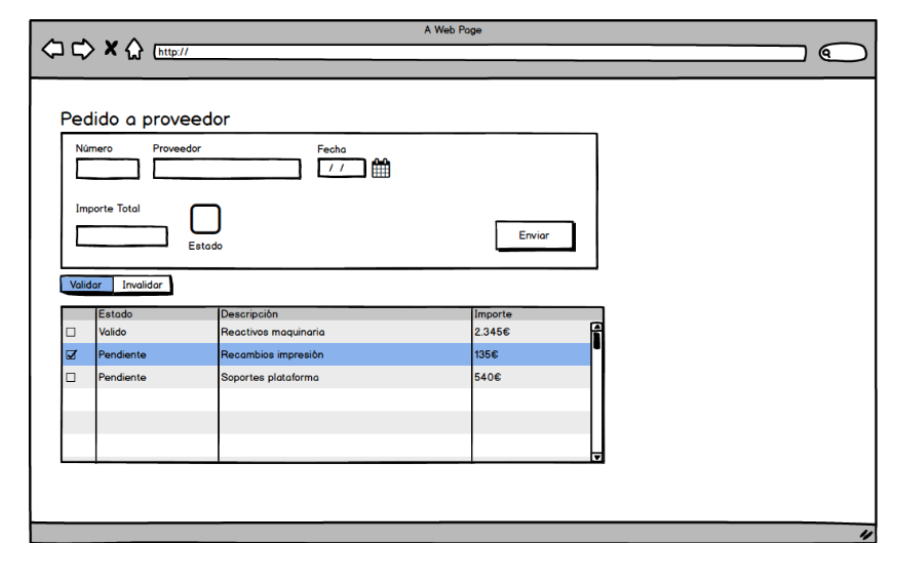 A Web Page
http://
Pedido a proveedor
Número Proveedor Fecha
/ /
Importe Total
Estado
Enviar
Validar Invalidar
Estado Descripción Importe
Valido Reactivos maquinaria 2.345€
Pendiente Recambios impresión 135€
Pendiente Soportes plataforma 540€